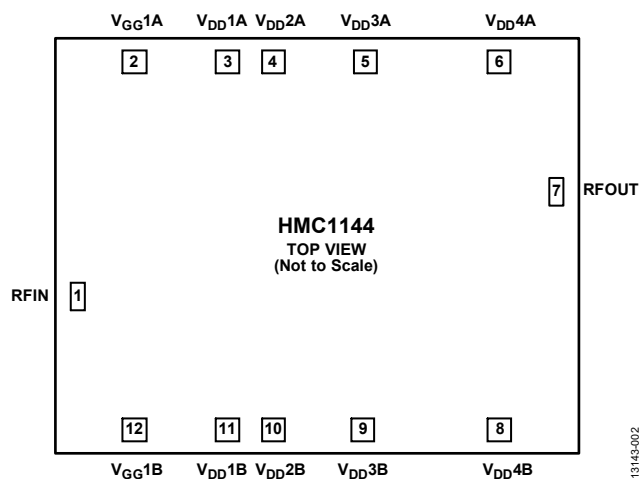 VGG1A VDD1A VDD2A VDD3A VDD4A
2 3 4 5 6
7 RFOUT
HMC1144
TOP VIEW
(Not to Scale)
RFIN 1
12 11 10 9 8
VGG1B VDD1B VDD2B VDD3B VDD4B
13143-002